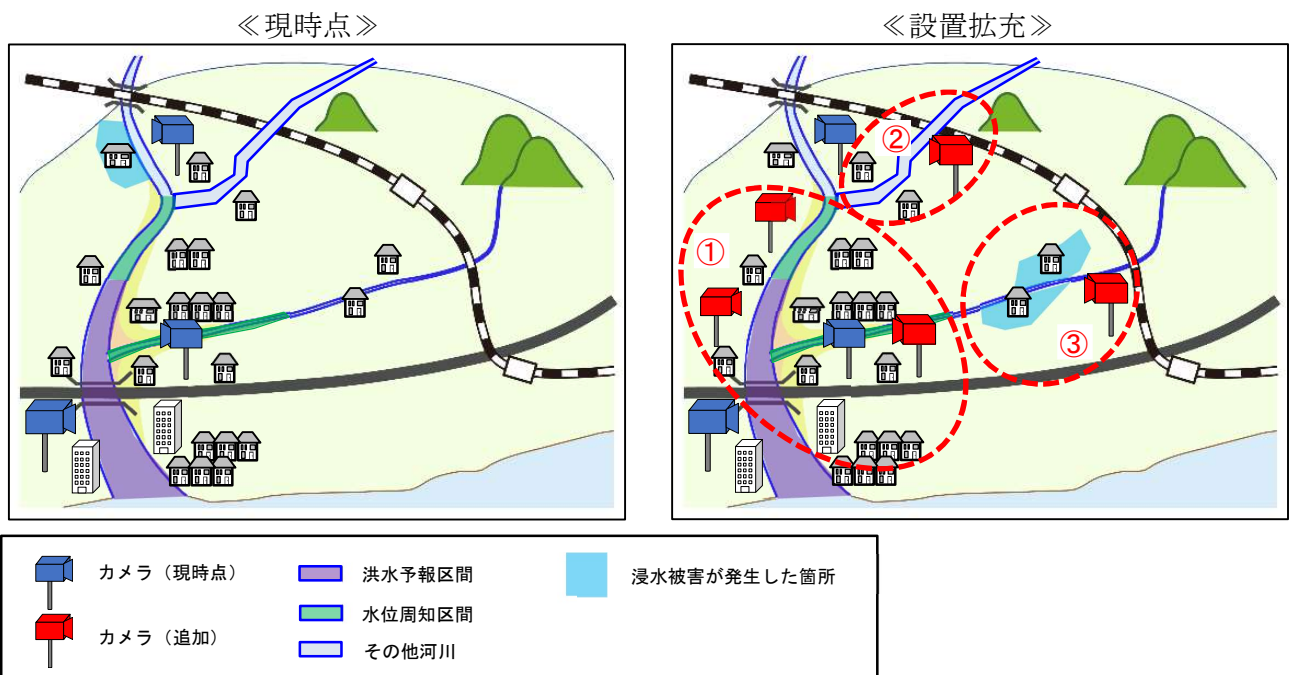 ≪現時点≫
≪設置拡充≫
①
②
③
カメラ（現時点）
カメラ（追加）
洪水予報区間
水位周知区間
その他河川
浸水被害が発生した箇所